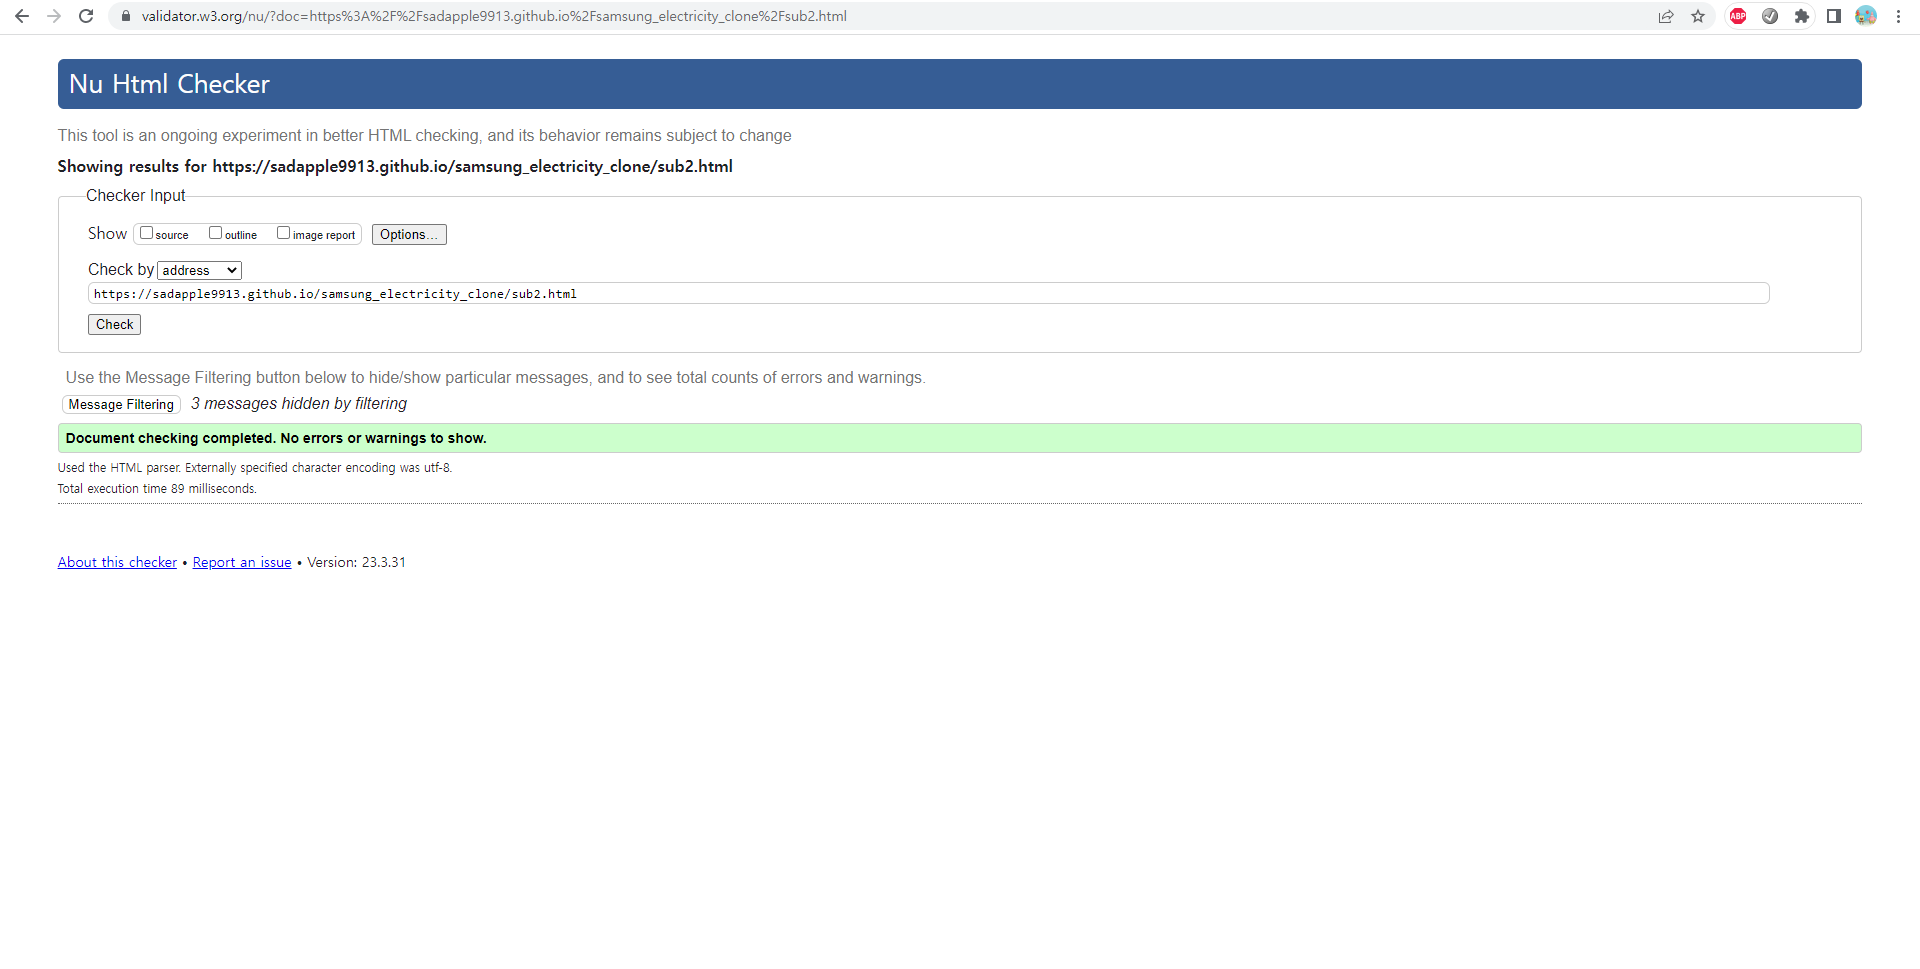 validator.w3.org/nu/?doc=https%3A%2F%2Fsadapple9913.github.io%2Fsamsung_electricity_clone%2Fsub2.html
ABP
Nu Html Checker
This tool is an ongoing experiment in better HTML checking, and its behavior remains subject to change
Showing results for https://sadapple9913.github.io/samsung_electricity_clone/sub2.html
Checker Input
Show source outline image report Options...
Check by address
https://sadapple9913.github.io/samsung_electricity_clone/sub2.html
Check
Use the Message Filtering button below to hide/show particular messages, and to see total counts of errors and warnings.
Message Filtering 3 messages hidden by filtering
Document checking completed. No errors or warnings to show.
Used the HTML parser. Externally specified character encoding was utf-8.
Total execution time 89 milliseconds.
About this checker • Report an issue • Version: 23.3.31